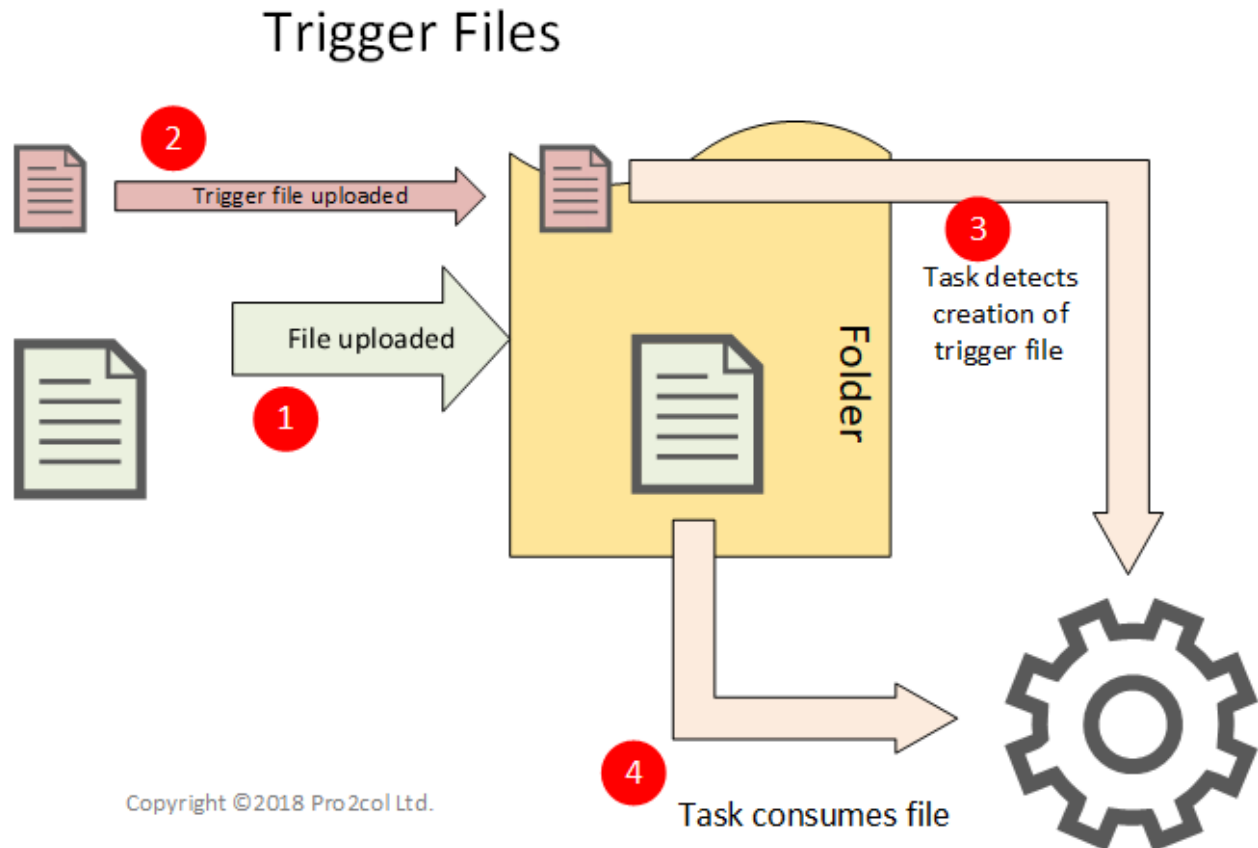 Trigger Files
2
Trigger file uploaded
3
Task detects
creation of
trigger file
File uploaded
1
Folder
4
Task consumes file
Copyright ©2018 Pro2col Ltd.